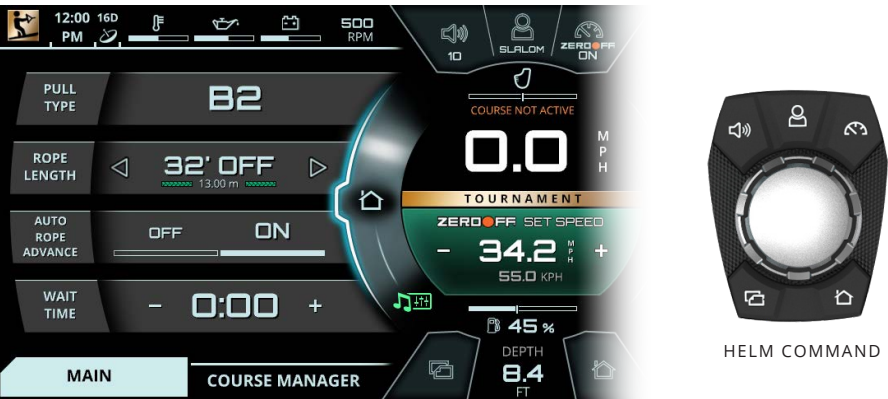 12:00 16D
PM
500
RPM
10
SLALOM
ZEROOFF
ON
PULL
TYPE
B2
COURSE NOT ACTIVE
0.0
MPH
ROPE
LENGTH
32' OFF
13.00 m
TOURNAMENT
AUTO
ROPE
ADVANCE
OFF ON
ZEROOFF SET SPEED
- 34.2 MPH +
55.0 KPH
WAIT
TIME
- 0:00 +
45 %
DEPTH
8.4
FT
MAIN
COURSE MANAGER
HELM COMMAND